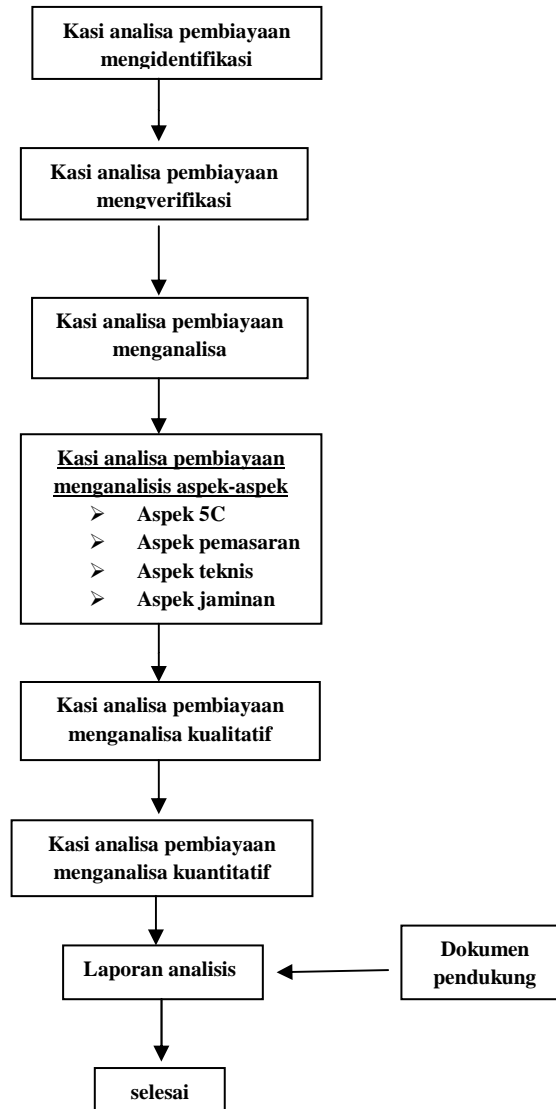 Kasi analisa pembiayaan
mengidentifikasi
Kasi analisa pembiayaan
mengverifikasi
Kasi analisa pembiayaan
menganalisa
Kasi analisa pembiayaan
menganalisis aspek-aspek
➢ Aspek 5C
➢ Aspek pemasaran
➢ Aspek teknis
➢ Aspek jaminan
Kasi analisa pembiayaan
menganalisa kualitatif
Kasi analisa pembiayaan
menganalisa kuantitatif
Laporan analisis
Dokumen
pendukung
selesai